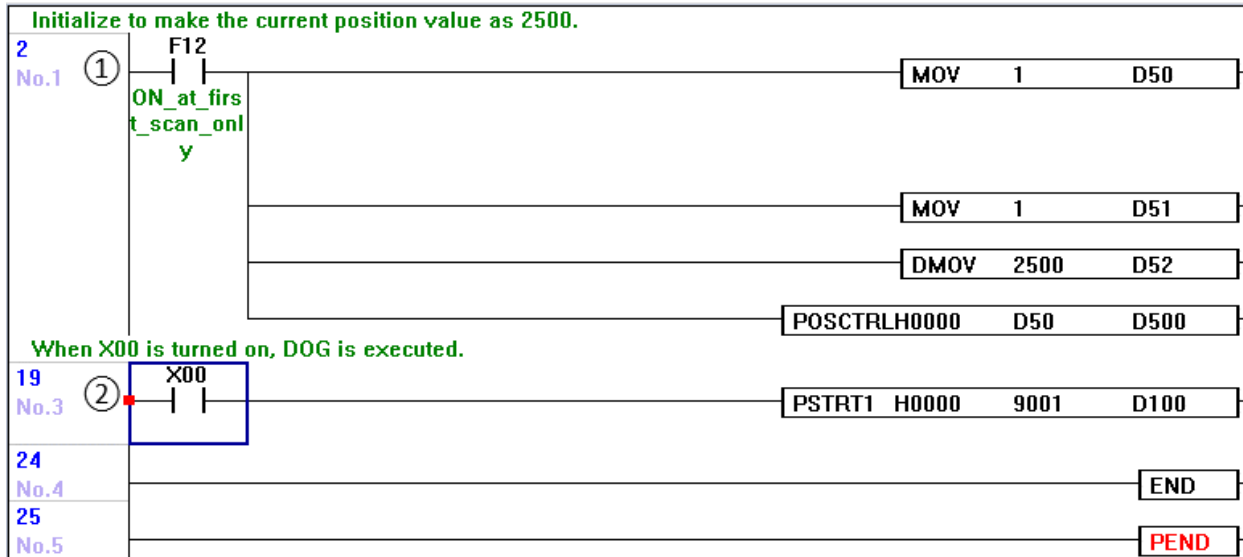 Initialize to make the current position value as 2500.
2
No.1
①
F12
ON_at_firs
t_scan_onl
y
MOV 1 D50
MOV 1 D51
DMOV 2500 D52
POSCTRLH0000 D50 D500
When X00 is turned on, DOG is executed.
19
No.3
②
X00
PSTRT1 H0000 9001 D100
24
No.4
END
25
No.5
PEND